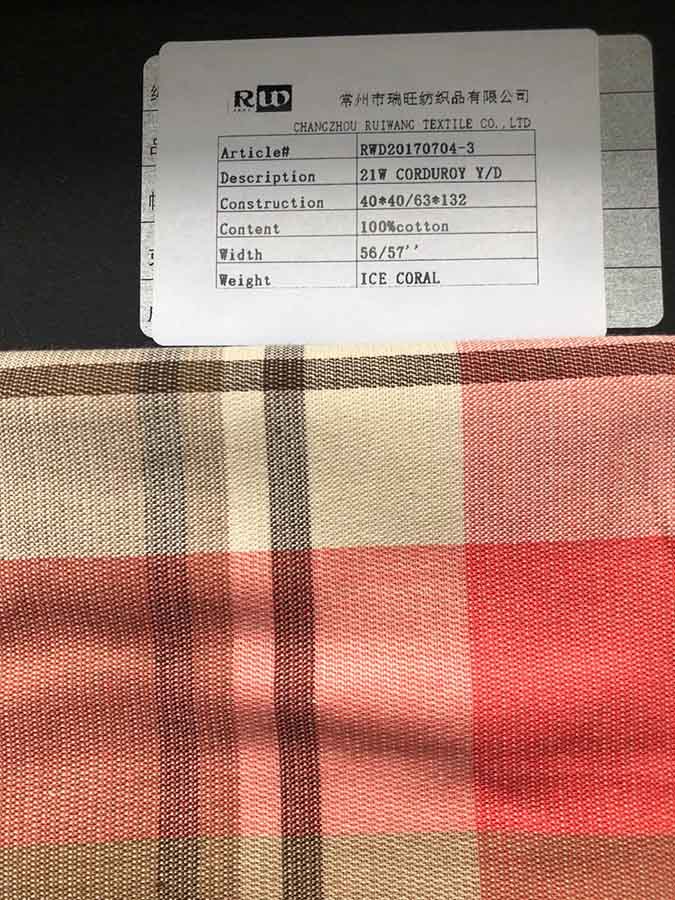 RW 常州市瑞旺纺织品有限公司
CHANGZHOU RUIWANG TEXTILE CO.,LTD
Article# RWD20170704-3
Description 21W CORDUROY Y/D
Construction 40*40/63*132
Content 100%cotton
Width 56/57''
Weight ICE CORAL